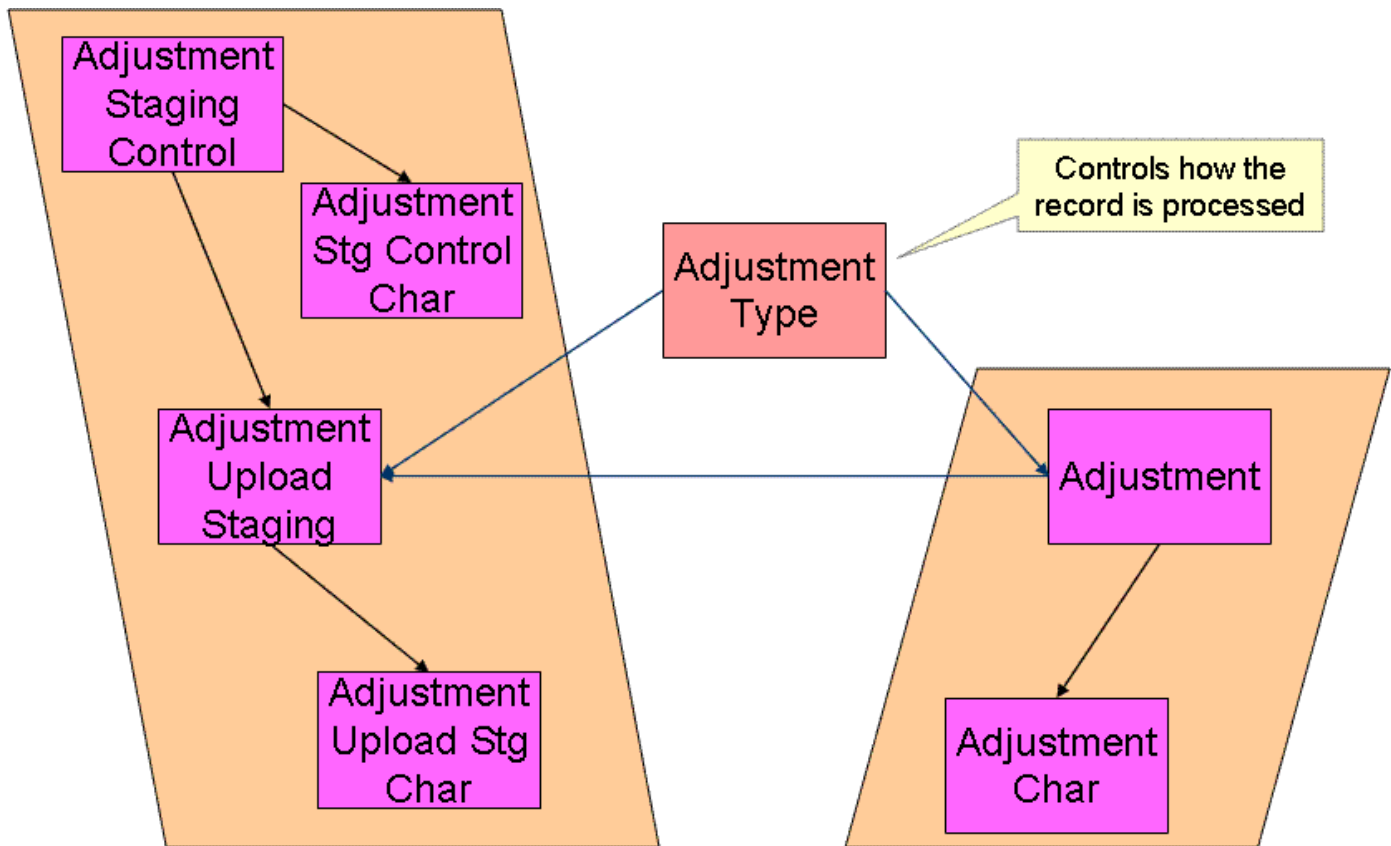 Adjustment
Staging
Control
Adjustment
Stg Control
Char
Controls how the
record is processed
Adjustment
Type
Adjustment
Upload
Staging
Adjustment
Adjustment
Upload Stg
Char
Adjustment
Char